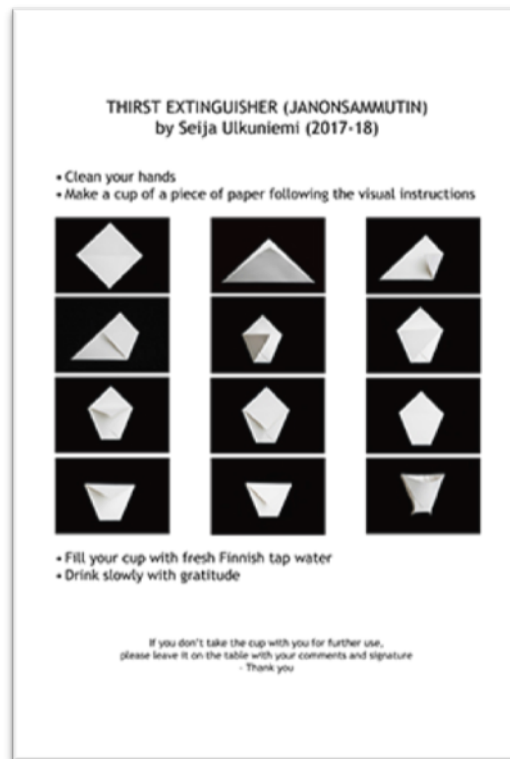 THIRST EXTINGUISHER (JANONSAMMUTIN)
by Seija Ulkuniemi (2017-18)
• Clean your hands
• Make a cup of a piece of paper following the visual instructions
• Fill your cup with fresh Finnish tap water
• Drink slowly with gratitude
If you don't take the cup with you for further use,
please leave it on the table with your comments and signature
- Thank you